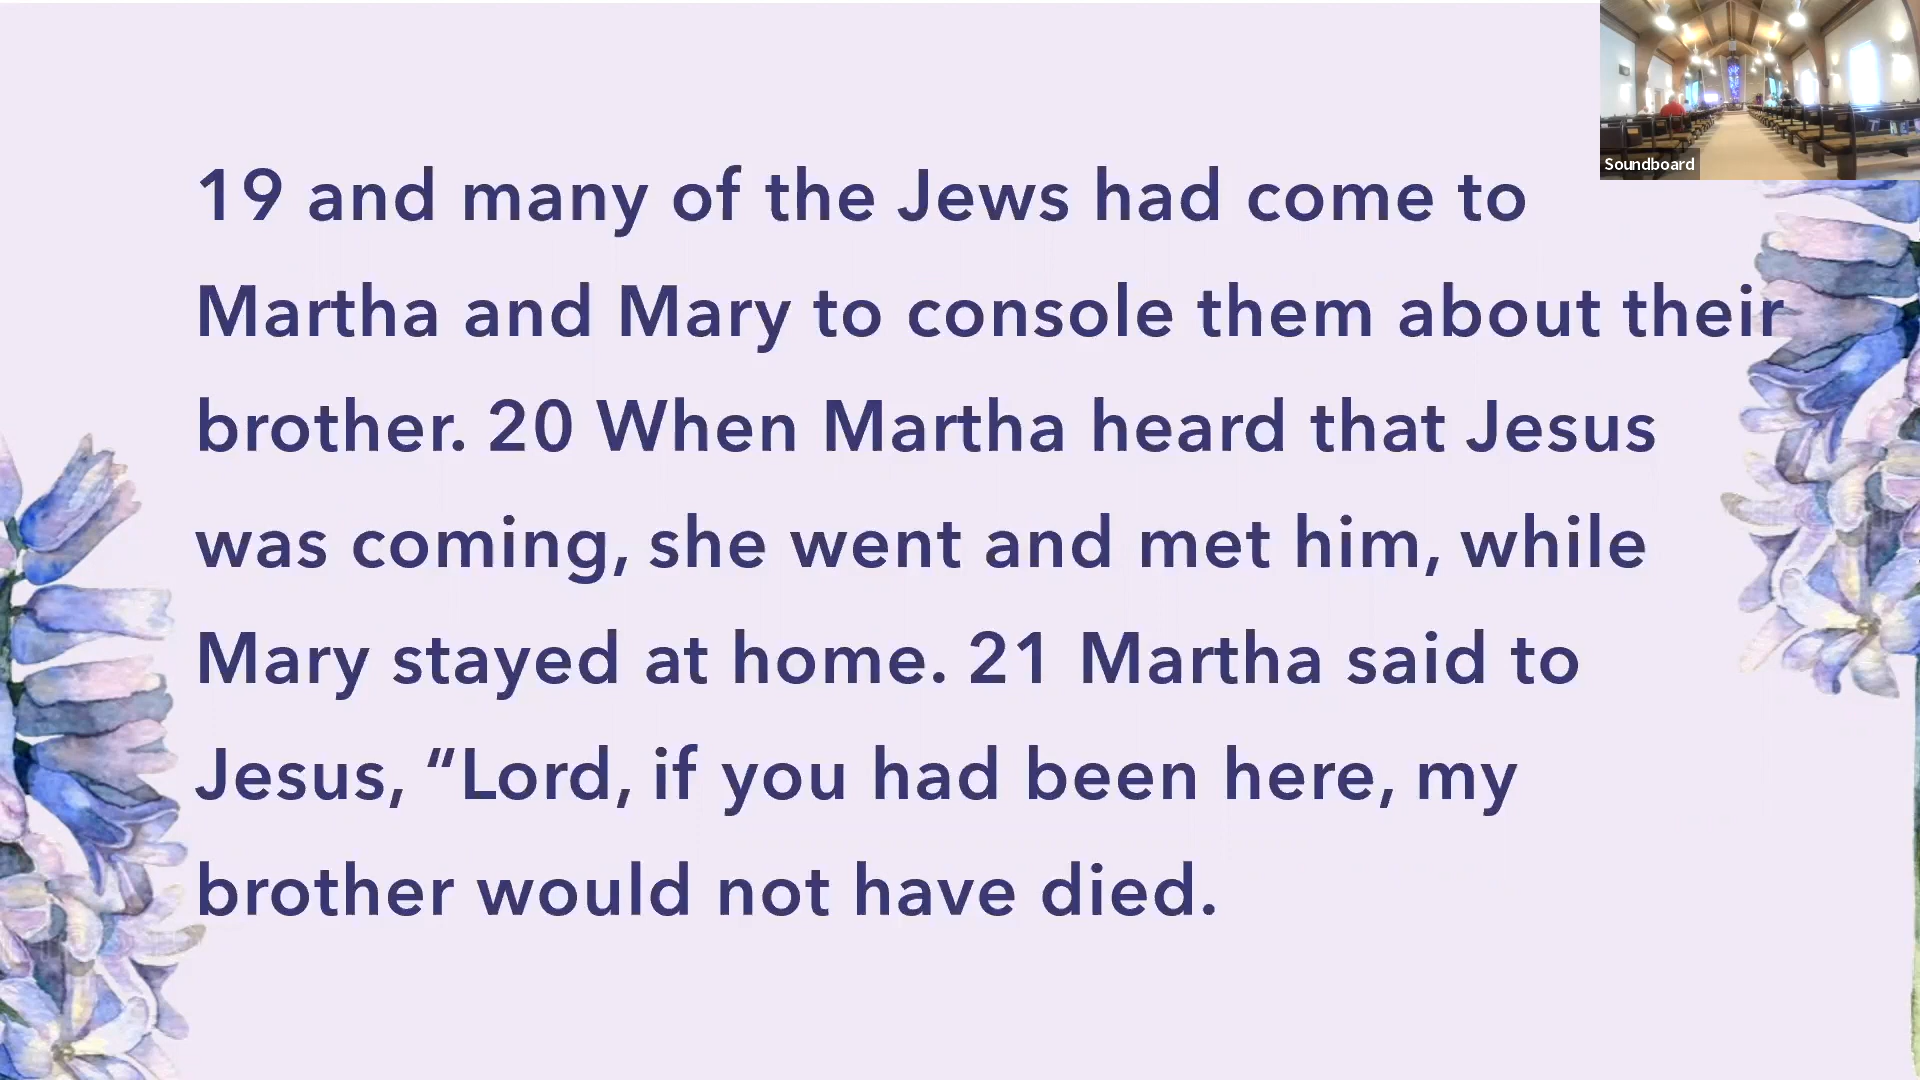 19 and many of the Jews had come to
Martha and Mary to console them about their
brother. 20 When Martha heard that Jesus
was coming, she went and met him, while
Mary stayed at home. 21 Martha said to
Jesus, “Lord, if you had been here, my
brother would not have died.
Soundboard